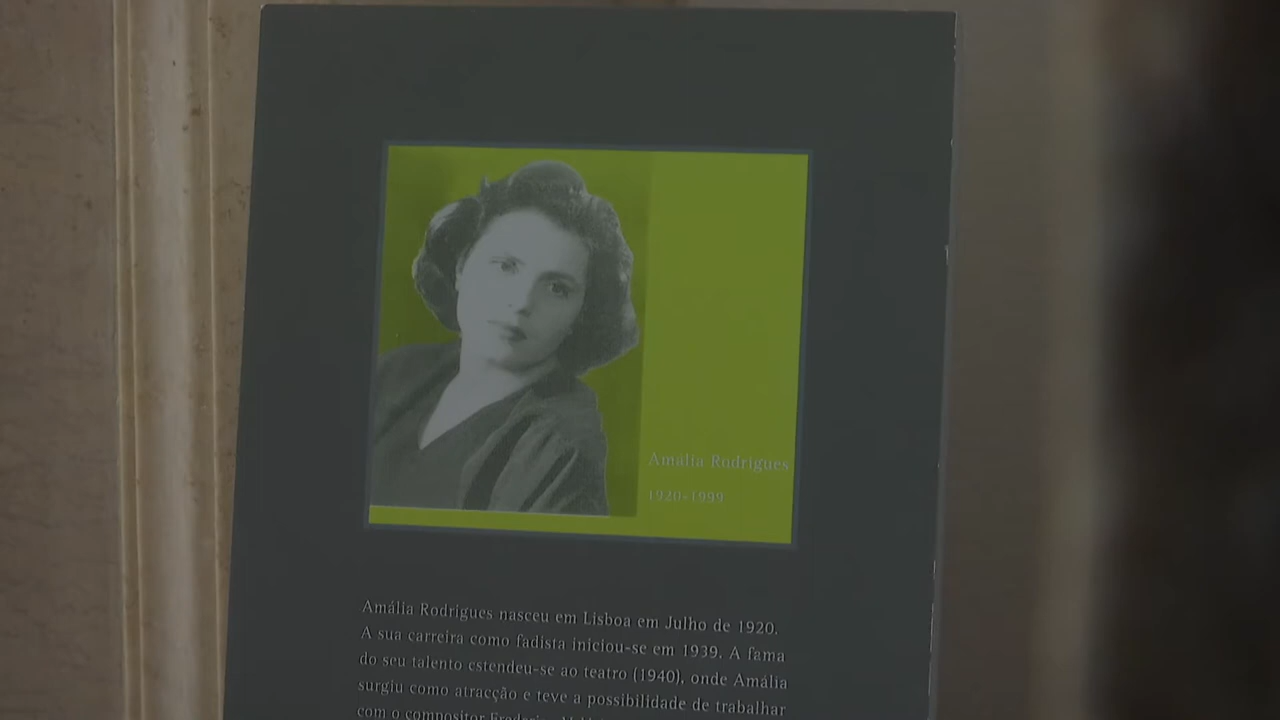 Amália Rodrigues
1920-1999
Amália Rodrigues nasceu em Lisboa em Julho de 1920.
A sua carreira como fadista iniciou-se em 1939. A fama
do seu talento estendeu-se ao teatro (1940), onde Amália
surgiu como atracção e teve a possibilidade de trabalhar
com o compositor